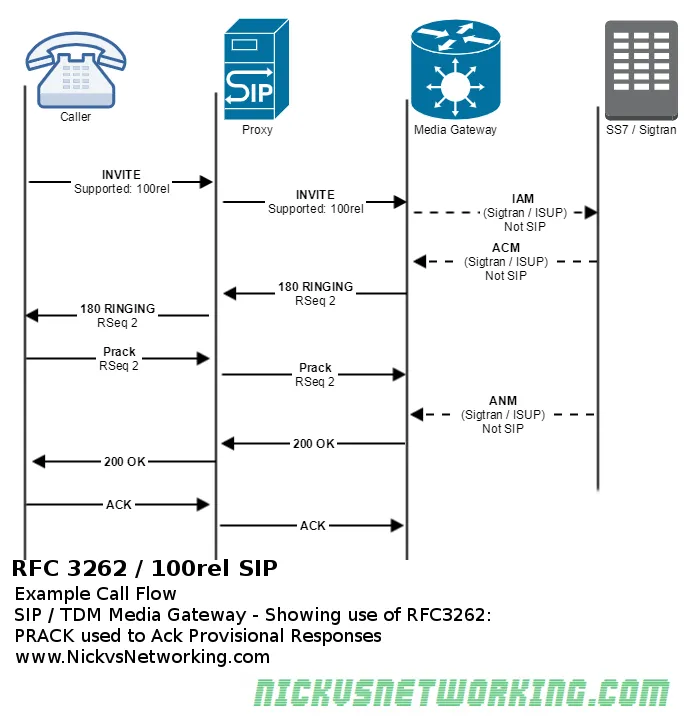 SIP
Caller
Proxy
Media Gateway
SS7 / Sigtran
INVITE
Supported: 100rel
INVITE
Supported: 100rel
IAM
(Sigtran / ISUP)
Not SIP
ACM
(Sigtran / ISUP)
Not SIP
180 RINGING
RSeq 2
180 RINGING
RSeq 2
Prack
RSeq 2
Prack
RSeq 2
ANM
(Sigtran / ISUP)
Not SIP
200 OK
200 OK
ACK
ACK
RFC 3262 / 100rel SIP
Example Call Flow
SIP / TDM Media Gateway - Showing use of RFC3262:
PRACK used to Ack Provisional Responses
www.NickvsNetworking.com
NICKVSNETWORKING.COM